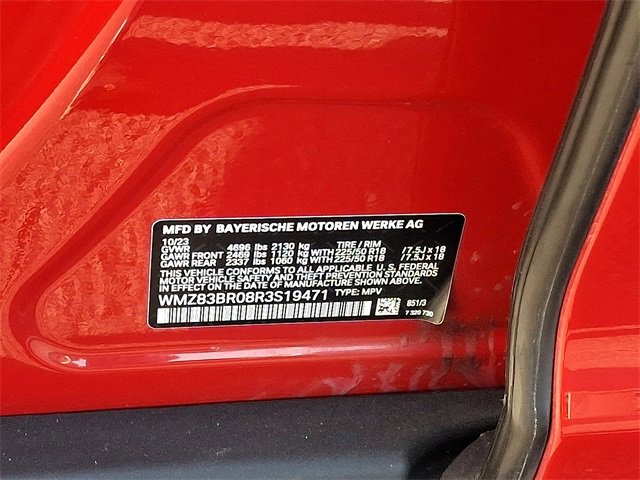 MFD BY BAYERISCHE MOTOREN WERKE AG
10/23
GVWR 4696 lbs 2130 kg TIRE / RIM
GAWR FRONT 2469 lbs 1120 kg WITH 225/50 R18 / 7.5J x 18
GAWR REAR 2337 lbs 1060 kg WITH 225/50 R18 / 7.5J x 18
THIS VEHICLE CONFORMS TO ALL APPLICABLE U. S. FEDERAL
MOTOR VEHICLE SAFETY AND THEFT PREVENTION STANDARDS
IN EFFECT ON THE DATE OF MANUFACTURE SHOWN ABOVE.
WMZ83BR08R3S19471 TYPE: MPV
851/3
7 320 730